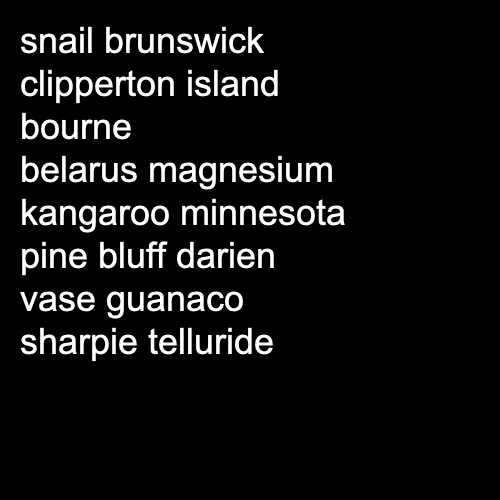 snail brunswick
clipperton island
bourne
belarus magnesium
kangaroo minnesota
pine bluff darien
vase guanaco
sharpie telluride